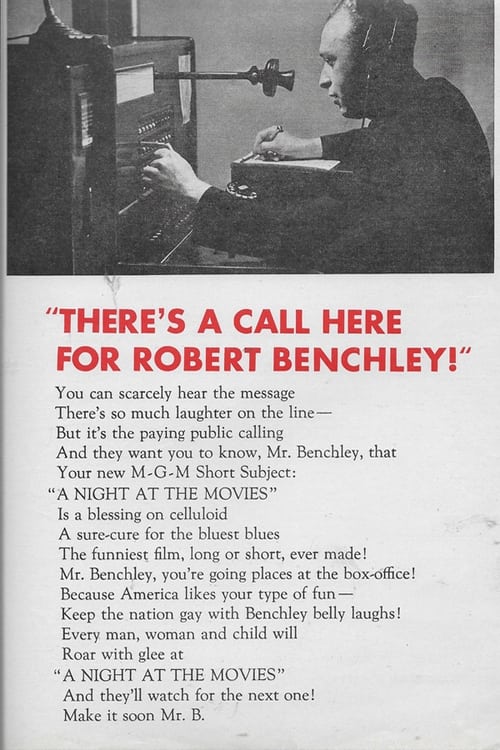 "THERE'S A CALL HERE
FOR ROBERT BENCHLEY!"
You can scarcely hear the message
There's so much laughter on the line—
But it's the paying public calling
And they want you to know, Mr. Benchley, that
Your new M-G-M Short Subject:
"A NIGHT AT THE MOVIES"
Is a blessing on celluloid
A sure-cure for the bluest blues
The funniest film, long or short, ever made!
Mr. Benchley, you're going places at the box-office!
Because America likes your type of fun—
Keep the nation gay with Benchley belly laughs!
Every man, woman and child will
Roar with glee at
"A NIGHT AT THE MOVIES"
And they'll watch for the next one!
Make it soon Mr. B.